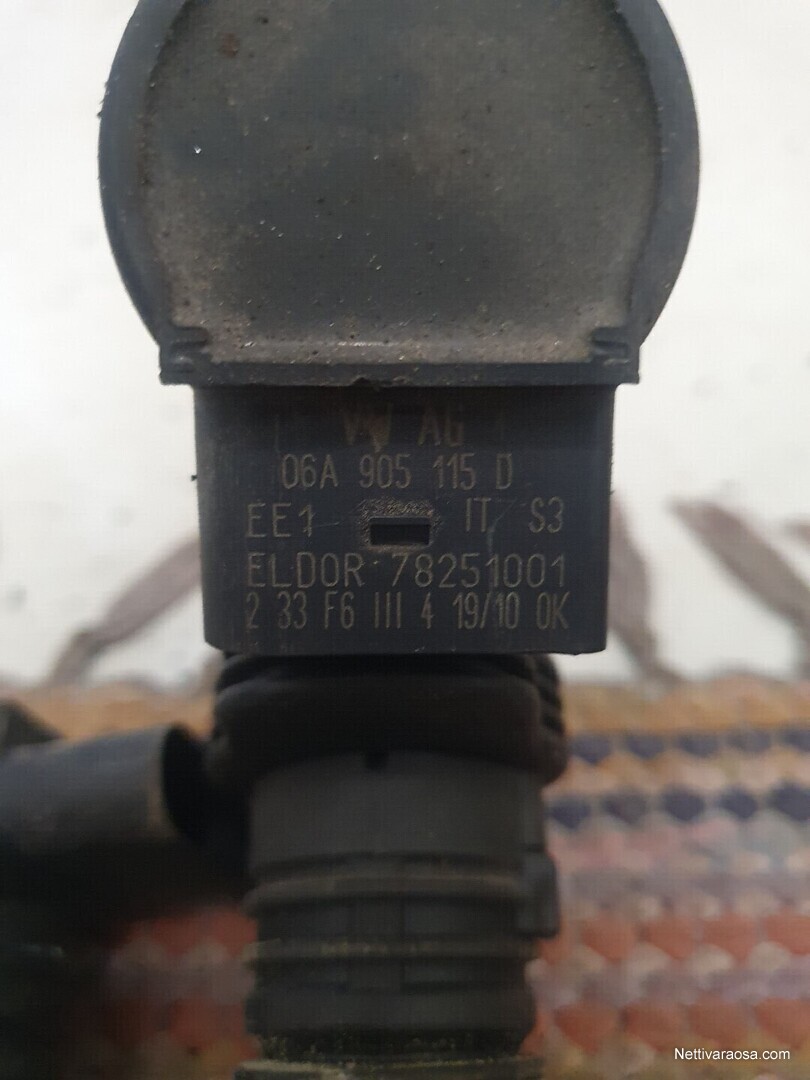 VW AG
06A 905 115 D
EE1 IT S3
ELDOR 78251001
2 33 F6 III 4 19/10 OK
Nettivaraosa.com